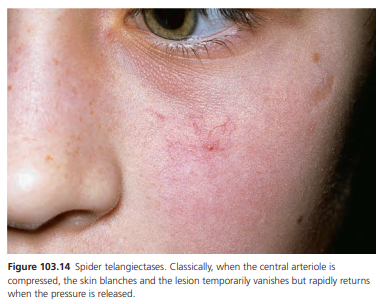 Figure 103.14 Spider telangiectases. Classically, when the central arteriole is
compressed, the skin blanches and the lesion temporarily vanishes but rapidly returns
when the pressure is released.